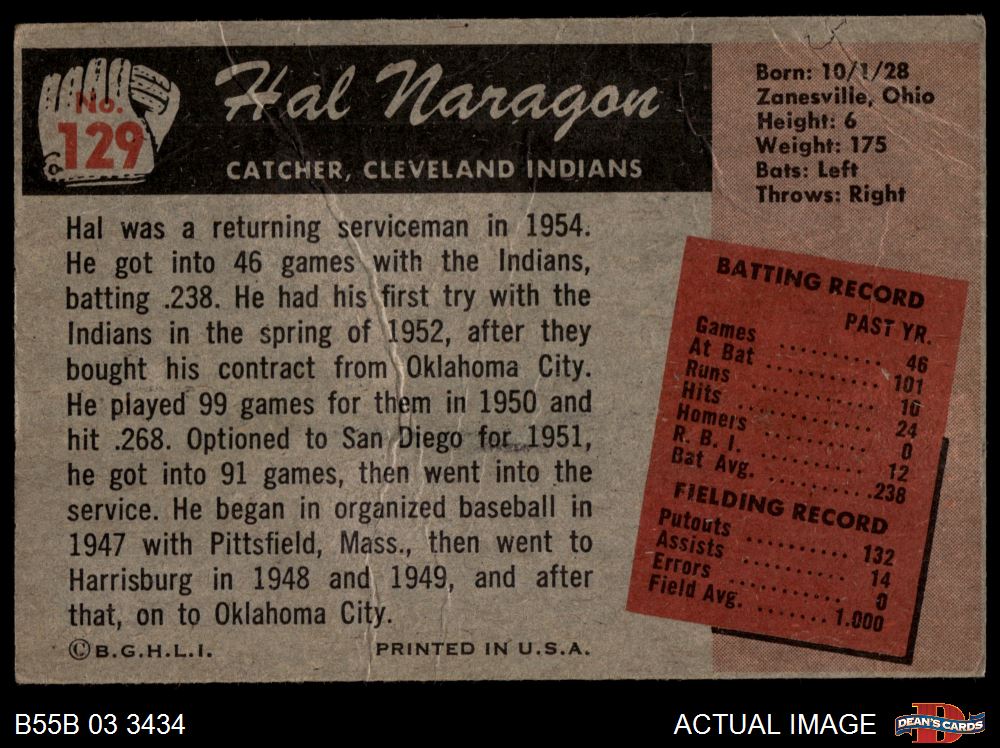 No.
129
Hal Naragon
CATCHER, CLEVELAND INDIANS
Born: 10/1/28
Zanesville, Ohio
Height: 6
Weight: 175
Bats: Left
Throws: Right
Hal was a returning serviceman in 1954.
He got into 46 games with the Indians,
batting .238. He had his first try with the
Indians in the spring of 1952, after they
bought his contract from Oklahoma City.
He played 99 games for them in 1950 and
hit .268. Optioned to San Diego for 1951,
he got into 91 games, then went into the
service. He began in organized baseball in
1947 with Pittsfield, Mass., then went to
Harrisburg in 1948 and 1949, and after
that, on to Oklahoma City.
©B.G.H.L.I. PRINTED IN U.S.A.
BATTING RECORD
PAST YR.
Games .......... 46
At Bat .......... 101
Runs .......... 10
Hits .......... 24
Homers .......... 0
R. B. I. .......... 12
Bat Avg. .......... .238
FIELDING RECORD
Putouts .......... 132
Assists .......... 14
Errors .......... 0
Field Avg. ....... 1.000
B55B 03 3434
ACTUAL IMAGE
DEAN'S CARDS